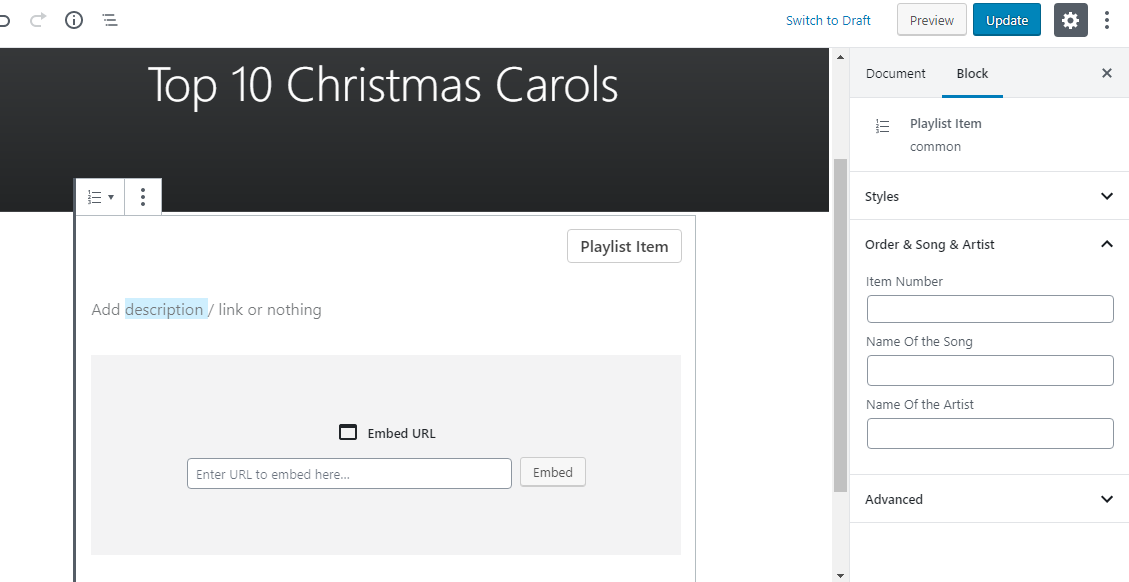 Switch to Draft
Preview
Update
Top 10 Christmas Carols
Playlist Item
Add description / link or nothing
Embed URL
Enter URL to embed here...
Embed
Document
Block
Playlist Item
common
Styles
Order & Song & Artist
Item Number
Name Of the Song
Name Of the Artist
Advanced